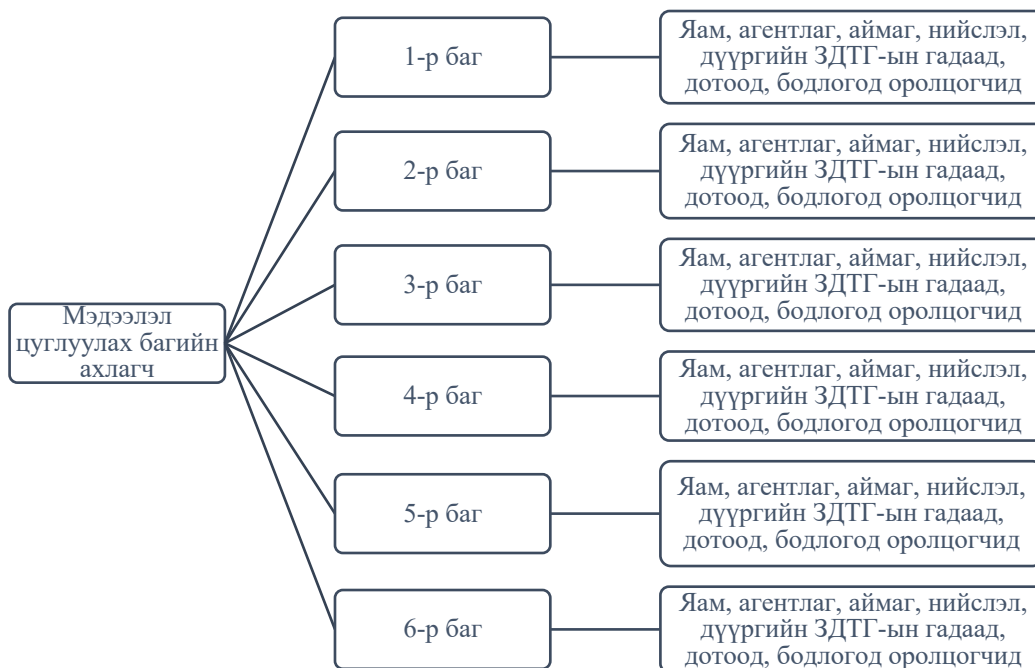 Мэдээлэл
цуглуулах багийн
ахлагч
1-р баг
Яам, агентлаг, аймаг, нийслэл,
дүүргийн ЗДТГ-ын гадаад,
дотоод, бодлогод оролцогчид
2-р баг
Яам, агентлаг, аймаг, нийслэл,
дүүргийн ЗДТГ-ын гадаад,
дотоод, бодлогод оролцогчид
3-р баг
Яам, агентлаг, аймаг, нийслэл,
дүүргийн ЗДТГ-ын гадаад,
дотоод, бодлогод оролцогчид
4-р баг
Яам, агентлаг, аймаг, нийслэл,
дүүргийн ЗДТГ-ын гадаад,
дотоод, бодлогод оролцогчид
5-р баг
Яам, агентлаг, аймаг, нийслэл,
дүүргийн ЗДТГ-ын гадаад,
дотоод, бодлогод оролцогчид
6-р баг
Яам, агентлаг, аймаг, нийслэл,
дүүргийн ЗДТГ-ын гадаад,
дотоод, бодлогод оролцогчид